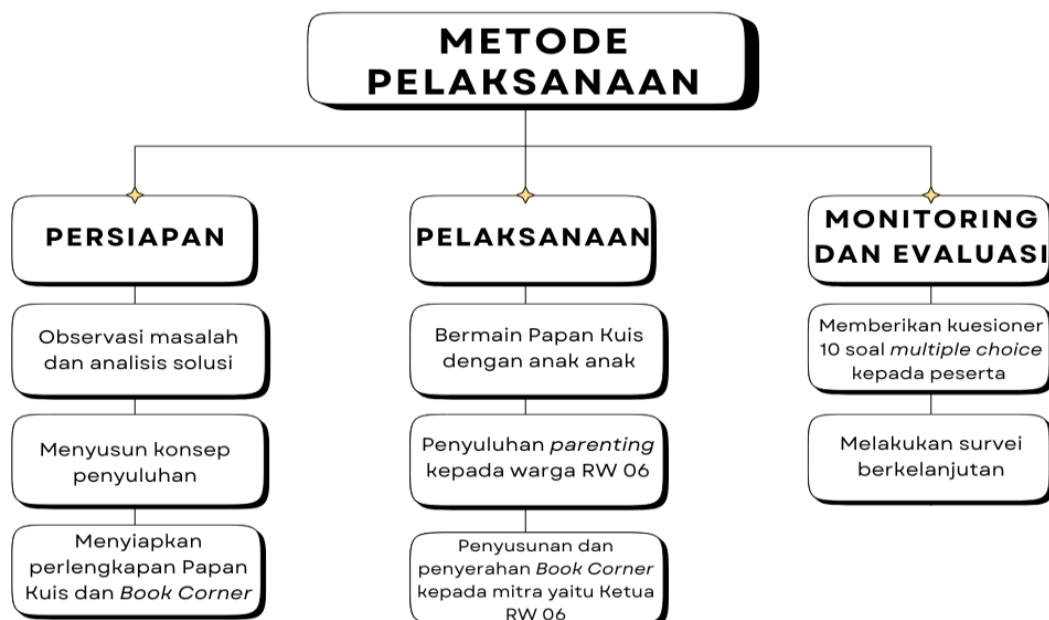 METODE
PELAKSANAAN
PERSIAPAN
Observasi masalah
dan analisis solusi
Menyusun konsep
penyuluhan
Menyiapkan
perlengkapan Papan
Kuis dan Book Corner
PELAKSANAAN
Bermain Papan Kuis
dengan anak anak
Penyuluhan parenting
kepada warga RW 06
Penyusunan dan
penyerahan Book Corner
kepada mitra yaitu Ketua
RW 06
MONITORING
DAN EVALUASI
Memberikan kuesioner
10 soal multiple choice
kepada peserta
Melakukan survei
berkelanjutan